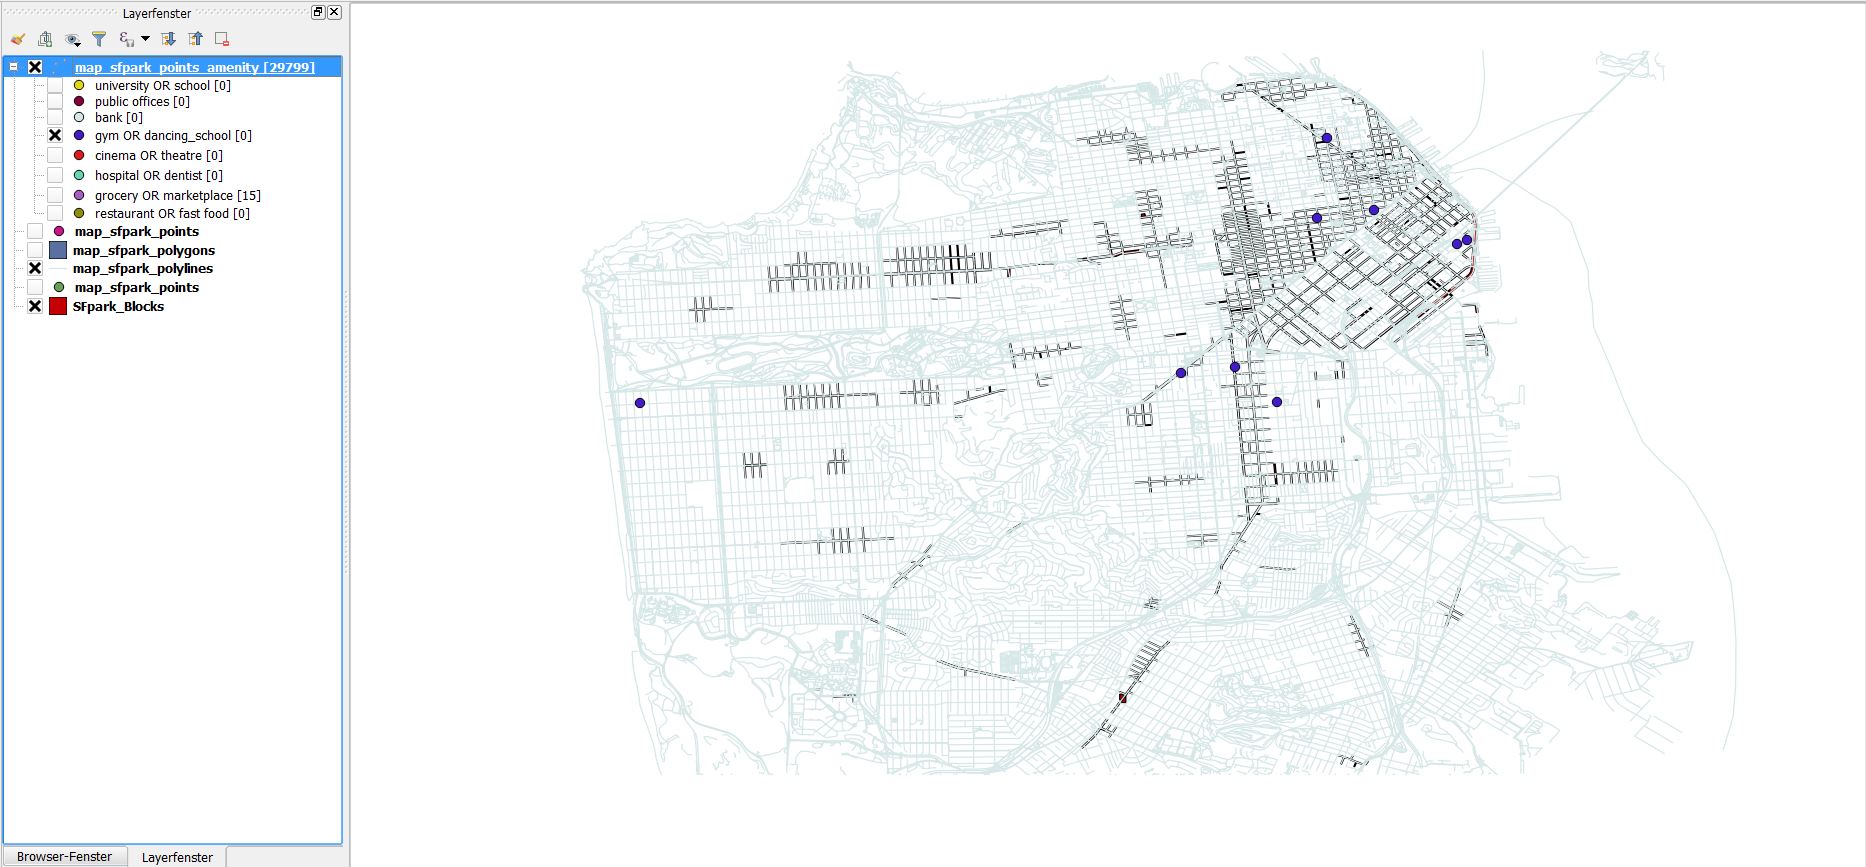 Layerfenster
map_sfpark_points_amenity [29799]
university OR school [0]
public offices [0]
bank [0]
gym OR dancing_school [0]
cinema OR theatre [0]
hospital OR dentist [0]
grocery OR marketplace [15]
restaurant OR fast food [0]
map_sfpark_points
map_sfpark_polygons
map_sfpark_polylines
map_sfpark_points
SFpark_Blocks
Browser-Fenster
Layerfenster